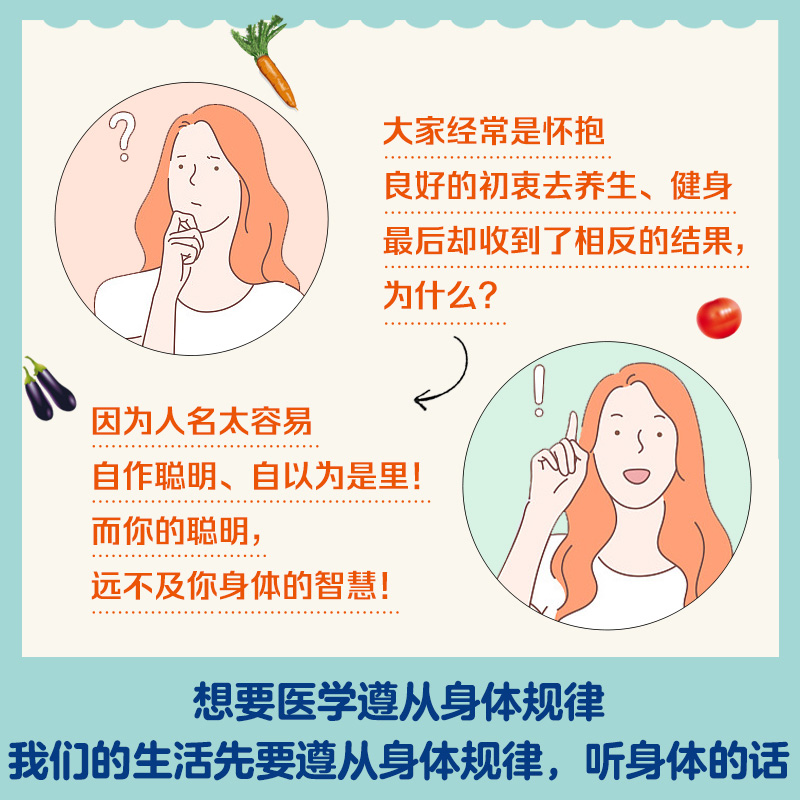 ?
大家经常是怀抱
良好的初衷去养生、健身
最后却收到了相反的结果，
为什么？
!
因为人名太容易
自作聪明、自以为是里！
而你的聪明，
远不及你身体的智慧！
想要医学遵从身体规律
我们的生活先要遵从身体规律，听身体的话